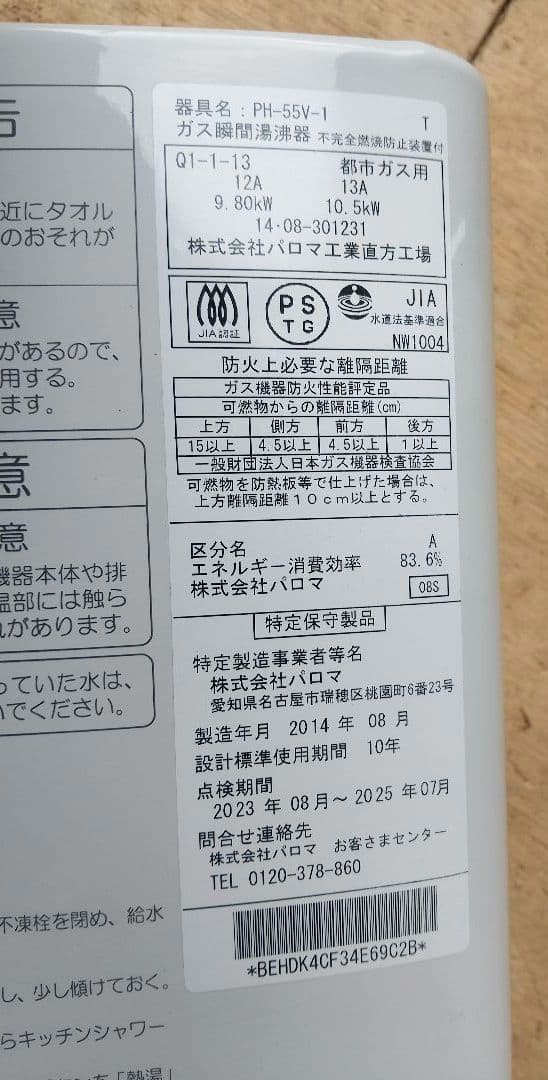 告
近にタオル
のおそれが
意
があるので、
用する。
ます。
意
意
機器本体や排
温部には触ら
れがあります。
っていた水は、
いでください。
不凍栓を閉め、給水
し、少し傾けておく。
らキッチンシャワー
を「熱湯」
器具名：PH-55V-1 T
ガス瞬間湯沸器 不完全燃焼防止装置付
Q1-1-13 都市ガス用
12A 13A
9.80kW 10.5kW
14・08-301231
株式会社パロマ工業直方工場
JIA認証
PS
TG
JIA
水道法基準適合
NW1004
防火上必要な離隔距離
ガス機器防火性能評定品
可燃物からの離隔距離(cm)
上方 側方 前方 後方
15以上 4.5以上 4.5以上 1以上
一般財団法人日本ガス機器検査協会
可燃物を防熱板等で仕上げた場合は、
上方離隔距離10cm以上とする。
区分名 A
エネルギー消費効率 83.6%
株式会社パロマ 08S
特定保守製品
特定製造事業者等名
株式会社パロマ
愛知県名古屋市瑞穂区桃園町6番23号
製造年月 2014 年 08 月
設計標準使用期間 10年
点検期間
2023 年 08月～ 2025 年 07月
問合せ連絡先
株式会社パロマ お客さまセンター
TEL 0120-378-860
*BEHDK4CF34E69C2B*